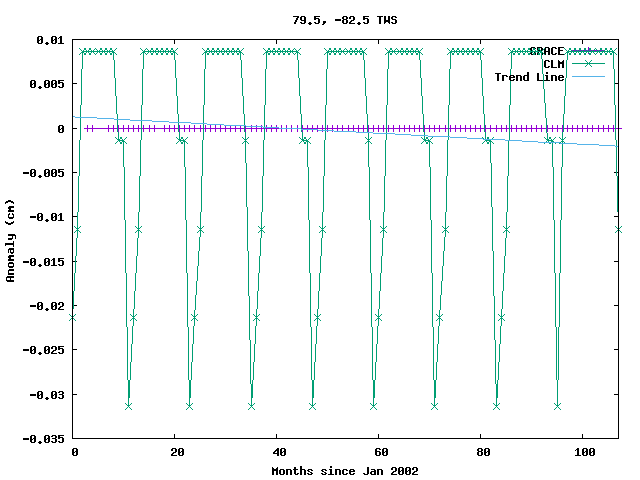 79.5, -82.5 TWS
GRACE
CLM
Trend Line
0.01
0.005
0
-0.005
-0.01
-0.015
-0.02
-0.025
-0.03
-0.035
Anomaly (cm)
0 20 40 60 80 100
Months since Jan 2002